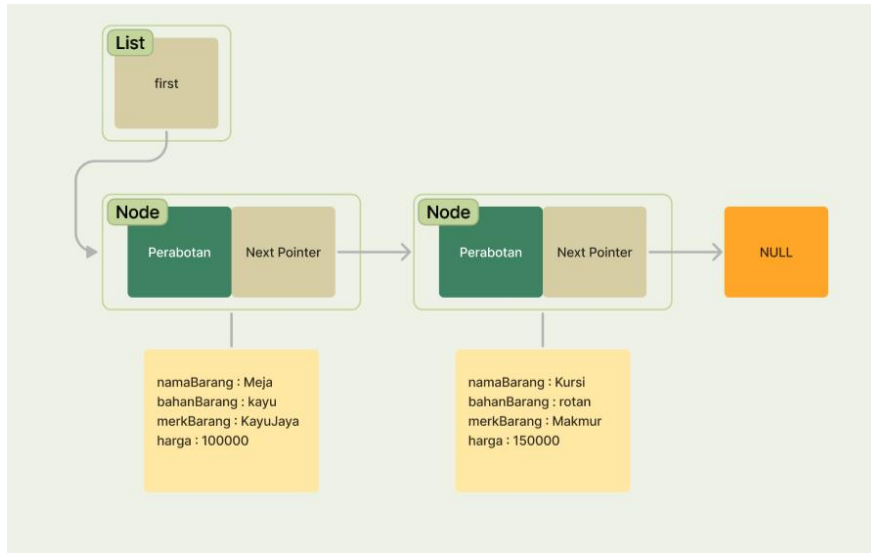 List
first
Node
Perabotan
Next Pointer
Node
Perabotan
Next Pointer
NULL
namaBarang : Meja
bahanBarang : kayu
merkBarang : KayuJaya
harga : 100000
namaBarang : Kursi
bahanBarang : rotan
merkBarang : Makmur
harga : 150000